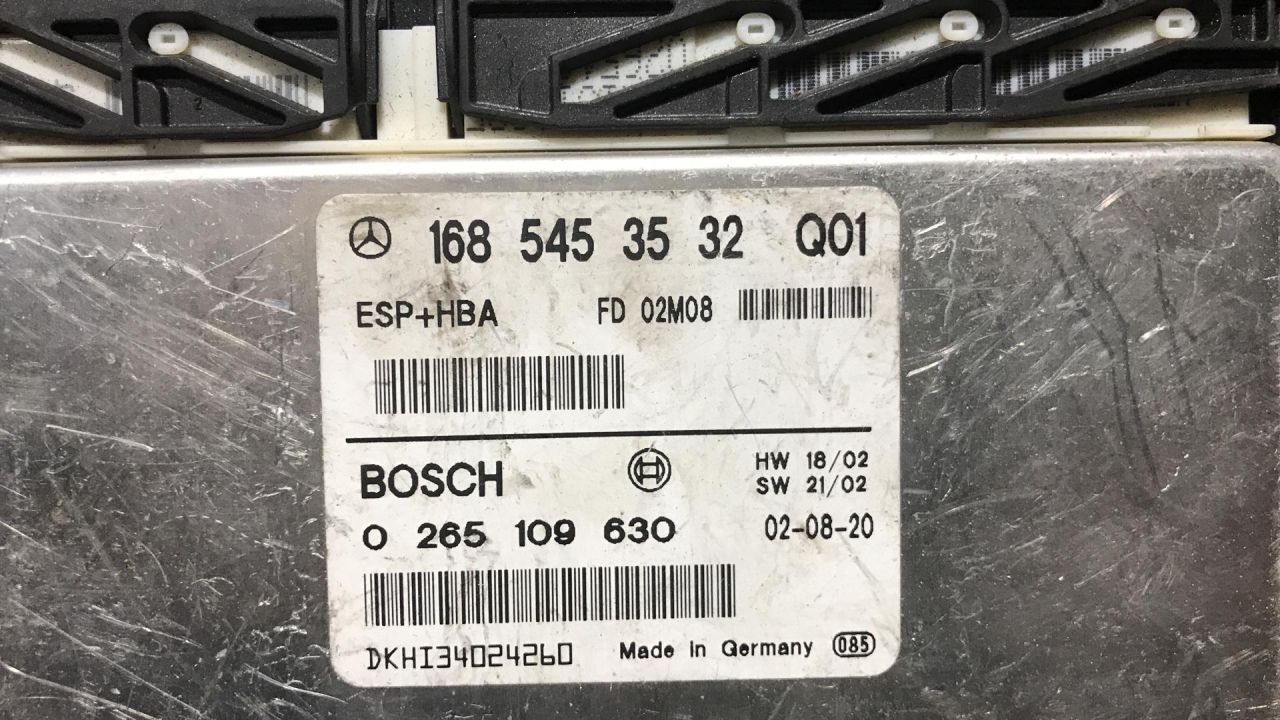 168 545 35 32 Q01
ESP+HBA FD 02M08
BOSCH
HW 18/02
SW 21/02
0 265 109 630 02-08-20
DKHI34024260 Made in Germany 085